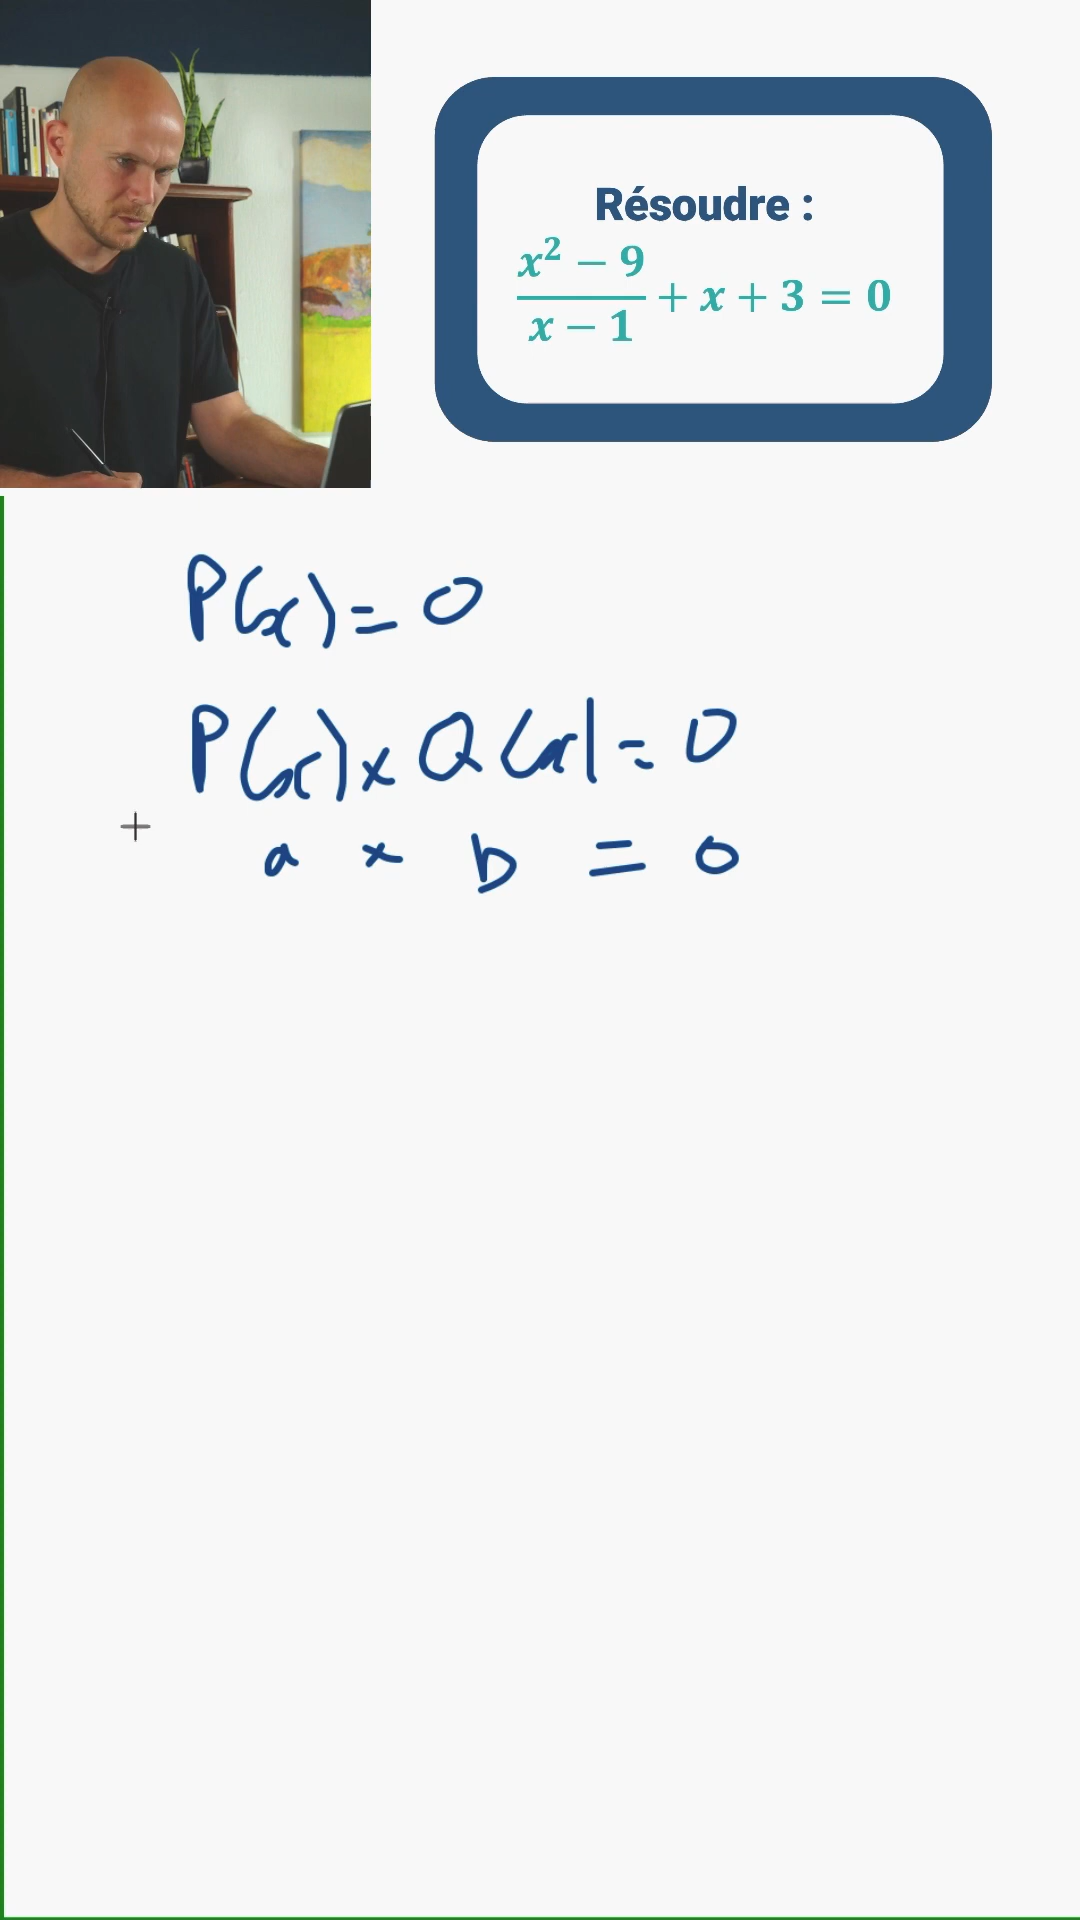 Résoudre :
x² − 9
/ x − 1 + x + 3 = 0
P(x) = 0
P(x) x Q(x) = 0
a x b = 0